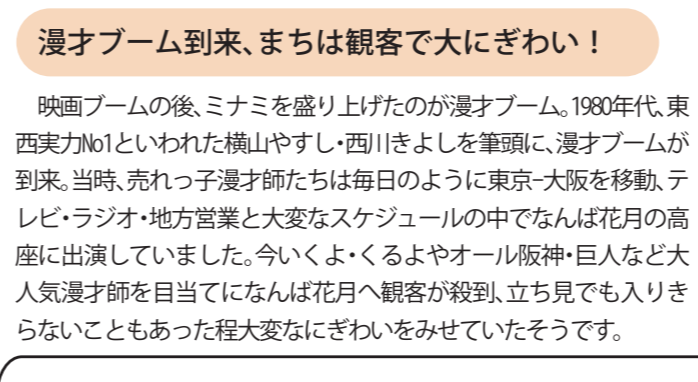 漫才ブーム到来、まちは観客で大にぎわい！
映画ブームの後、ミナミを盛り上げたのが漫才ブーム。1980年代、東
西実力No1といわれた横山やすし・西川きよしを筆頭に、漫才ブームが
到来。当時、売れっ子漫才師たちは毎日のように東京-大阪を移動、テ
レビ・ラジオ・地方営業と大変なスケジュールの中でなんば花月の高
座に出演していました。今いくよ・くるよやオール阪神・巨人など大
人気漫才師を目当てになんば花月へ観客が殺到、立ち見でも入りき
らないこともあった程大変なにぎわいをみせていたそうです。